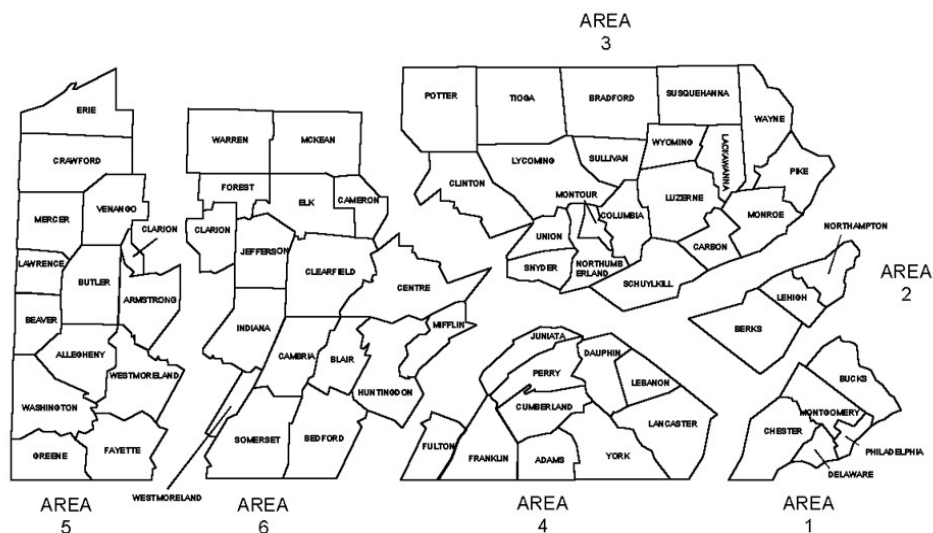 AREA
3
POTTER
TIOGA
BRADFORD
SUSQUEHANNA
WAYNE
WYOMING
LACKAWANNA
LYCOMING
SULLIVAN
CLINTON
PIKE
MONTOUR
LUZERNE
COLUMBIA
MONROE
UNION
CARBON
SNYDER
NORTHUMB
ERLAND
SCHUYLKILL
NORTHAMPTON
AREA
2
LEHIGH
BERKS
ERIE
CRAWFORD
MERCER
VENANGO
CLARION
LAWRENCE
BUTLER
ARMSTRONG
BEAVER
ALLEGHENY
WESTMORELAND
WASHINGTON
GREENE
FAYETTE
AREA
5
WARREN
MCKEAN
FOREST
ELK
CAMERON
CLARION
JEFFERSON
CLEARFIELD
CENTRE
INDIANA
MIFFLIN
CAMBRIA
BLAIR
HUNTINGDON
SOMERSET
BEDFORD
WESTMORELAND
AREA
6
JUNIATA
DAUPHIN
PERRY
LEBANON
CUMBERLAND
LANCASTER
FULTON
FRANKLIN
ADAMS
YORK
AREA
4
BUCKS
MONTGOMERY
CHESTER
PHILADELPHIA
DELAWARE
AREA
1